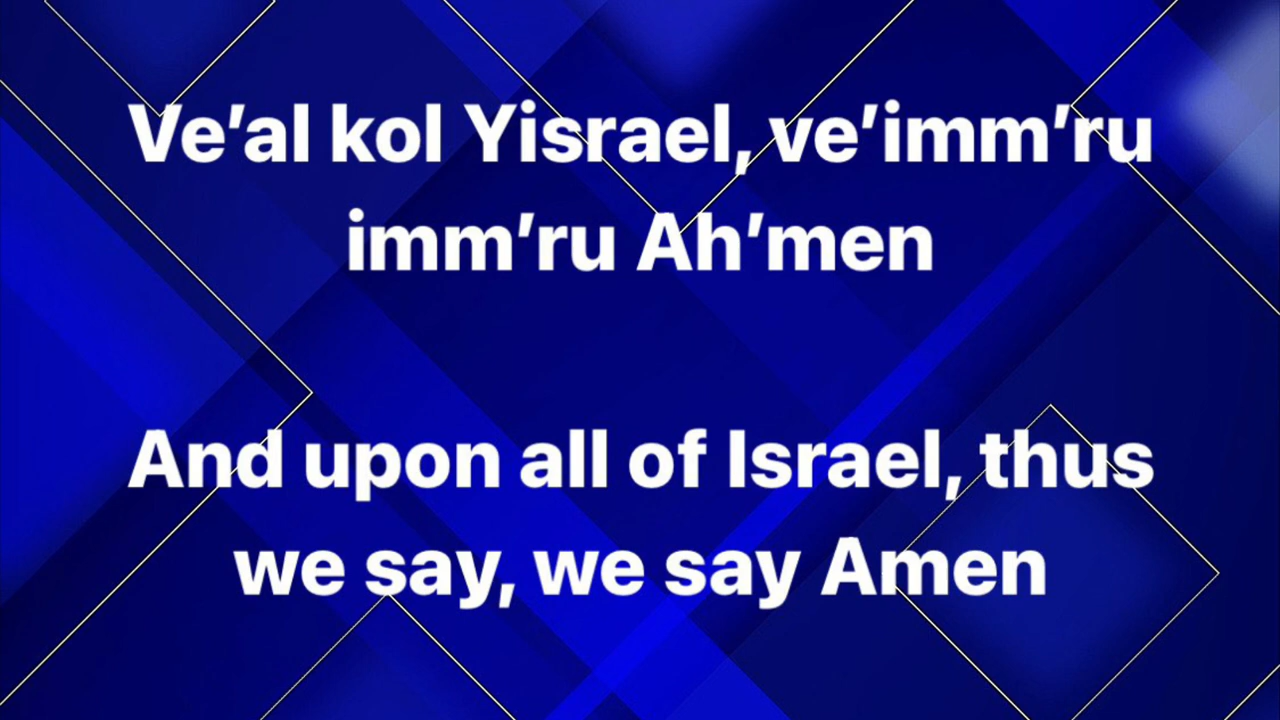 Ve’al kol Yisrael, ve’imm’ru
imm’ru Ah’men
And upon all of Israel, thus
we say, we say Amen